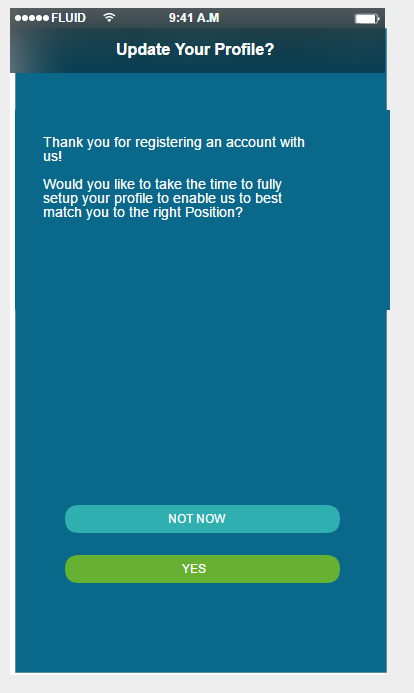 FLUID 9:41 A.M
Update Your Profile?
Thank you for registering an account with
us!
Would you like to take the time to fully
setup your profile to enable us to best
match you to the right Position?
NOT NOW
YES